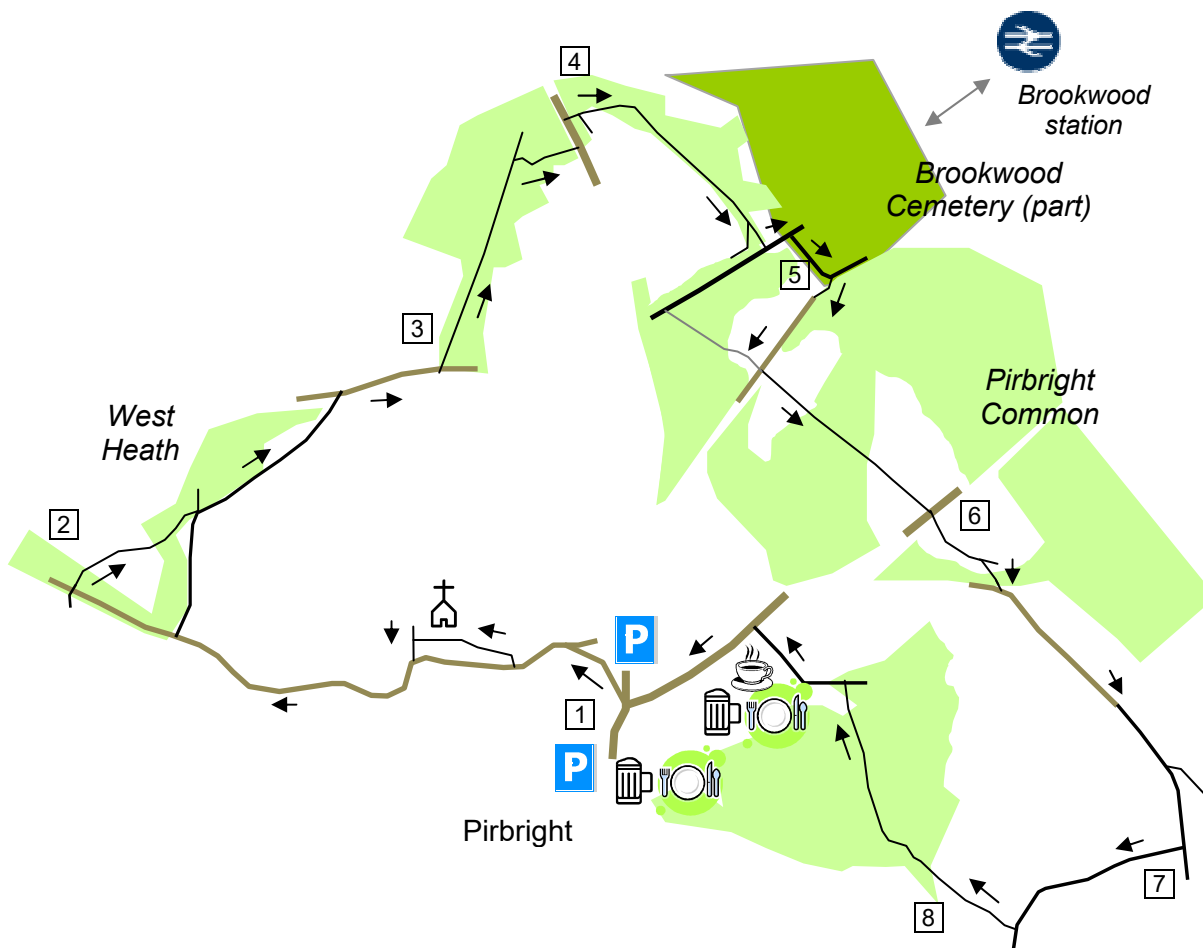 4
Brookwood
station
Brookwood
Cemetery (part)
5
3
Pirbright
Common
West
Heath
2
6
P
1
P
Pirbright
7
8